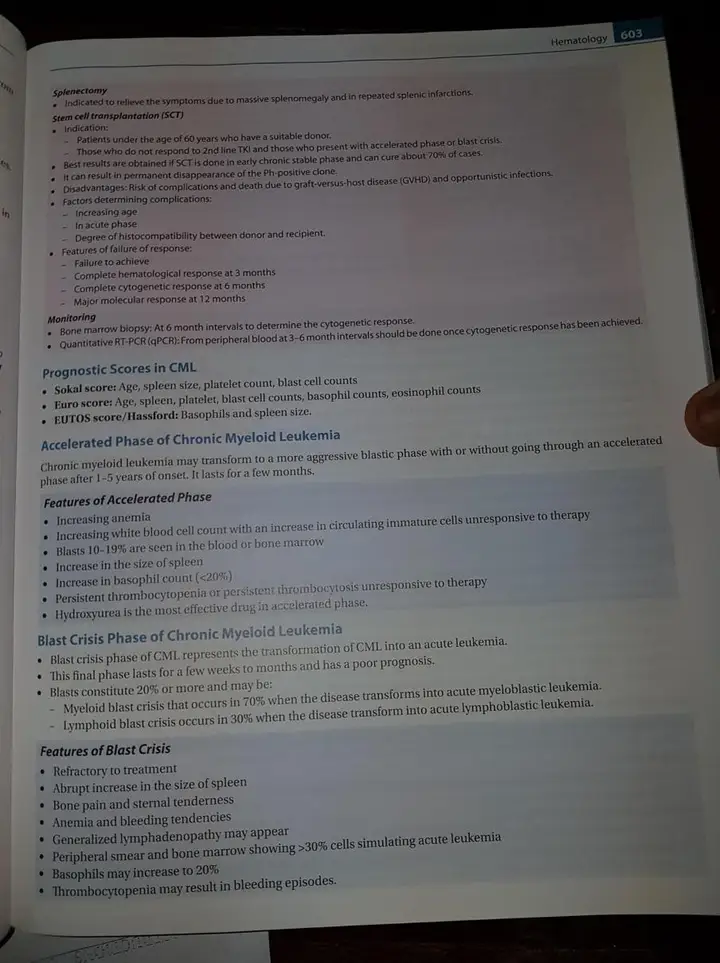 Hematology 603
Splenectomy
• Indicated to relieve the symptoms due to massive splenomegaly and in repeated splenic infarctions.
Stem cell transplantation (SCT)
• Indication:
– Patients under the age of 60 years who have a suitable donor.
– Those who do not respond to 2nd line TKI and those who present with accelerated phase or blast crisis.
• Best results are obtained if SCT is done in early chronic stable phase and can cure about 70% of cases.
• It can result in permanent disappearance of the Ph-positive clone.
• Disadvantages: Risk of complications and death due to graft-versus-host disease (GVHD) and opportunistic infections.
• Factors determining complications:
– Increasing age
– In acute phase
– Degree of histocompatibility between donor and recipient.
• Features of failure of response:
– Failure to achieve
– Complete hematological response at 3 months
– Complete cytogenetic response at 6 months
– Major molecular response at 12 months
Monitoring
• Bone marrow biopsy: At 6 month intervals to determine the cytogenetic response.
• Quantitative RT-PCR (qPCR): From peripheral blood at 3–6 month intervals should be done once cytogenetic response has been achieved.
Prognostic Scores in CML
• Sokal score: Age, spleen size, platelet count, blast cell counts
• Euro score: Age, spleen, platelet, blast cell counts, basophil counts, eosinophil counts
• EUTOS score/Hassford: Basophils and spleen size.
Accelerated Phase of Chronic Myeloid Leukemia
Chronic myeloid leukemia may transform to a more aggressive blastic phase with or without going through an accelerated
phase after 1–5 years of onset. It lasts for a few months.
Features of Accelerated Phase
• Increasing anemia
• Increasing white blood cell count with an increase in circulating immature cells unresponsive to therapy
• Blasts 10–19% are seen in the blood or bone marrow
• Increase in the size of spleen
• Increase in basophil count (<20%)
• Persistent thrombocytopenia or persistent thrombocytosis unresponsive to therapy
• Hydroxyurea is the most effective drug in accelerated phase.
Blast Crisis Phase of Chronic Myeloid Leukemia
• Blast crisis phase of CML represents the transformation of CML into an acute leukemia.
• This final phase lasts for a few weeks to months and has a poor prognosis.
• Blasts constitute 20% or more and may be:
– Myeloid blast crisis that occurs in 70% when the disease transforms into acute myeloblastic leukemia.
– Lymphoid blast crisis occurs in 30% when the disease transform into acute lymphoblastic leukemia.
Features of Blast Crisis
• Refractory to treatment
• Abrupt increase in the size of spleen
• Bone pain and sternal tenderness
• Anemia and bleeding tendencies
• Generalized lymphadenopathy may appear
• Peripheral smear and bone marrow showing >30% cells simulating acute leukemia
• Basophils may increase to 20%
• Thrombocytopenia may result in bleeding episodes.